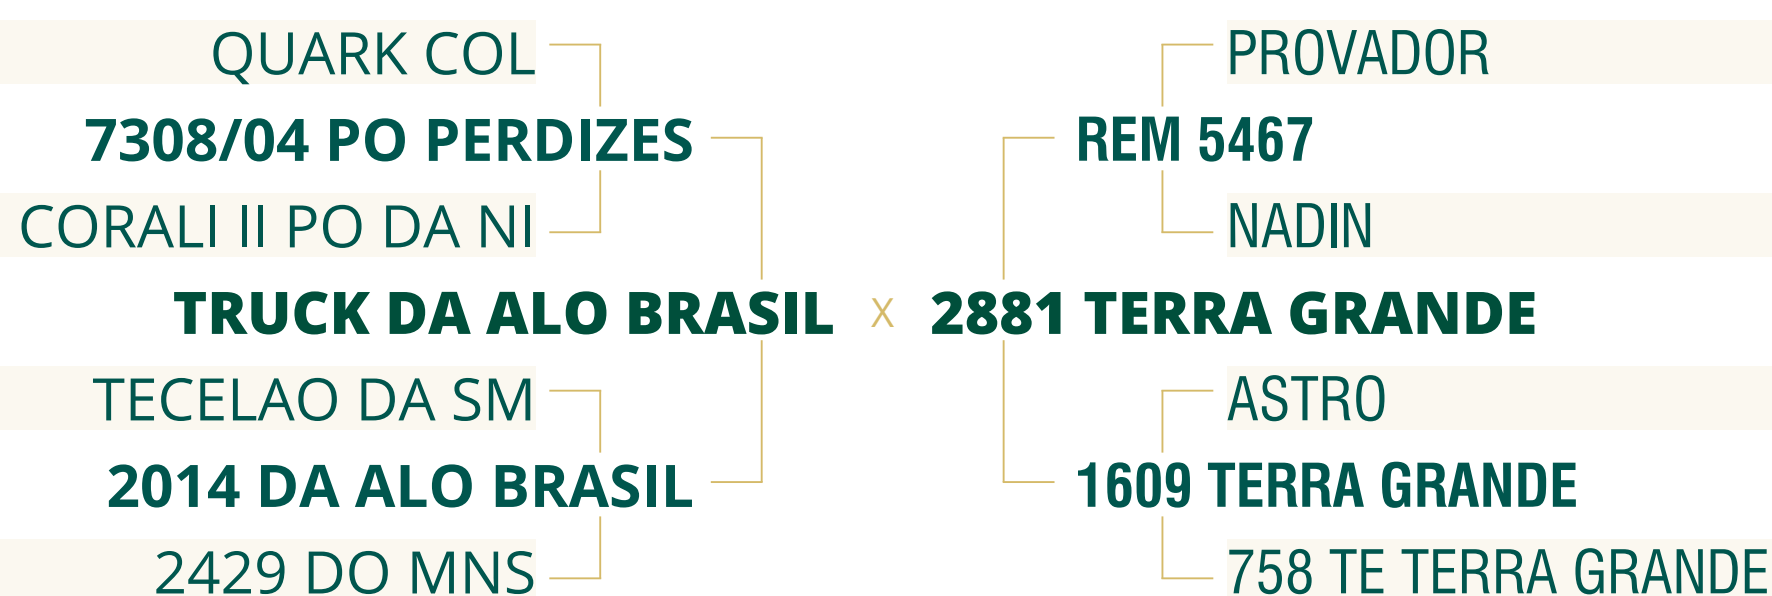 QUARK COL
PROVADOR
7308/04 PO PERDIZES
REM 5467
CORALI II PO DA NI
NADIN
TRUCK DA ALO BRASIL X 2881 TERRA GRANDE
TECELAO DA SM
ASTRO
2014 DA ALO BRASIL
1609 TERRA GRANDE
2429 DO MNS
758 TE TERRA GRANDE